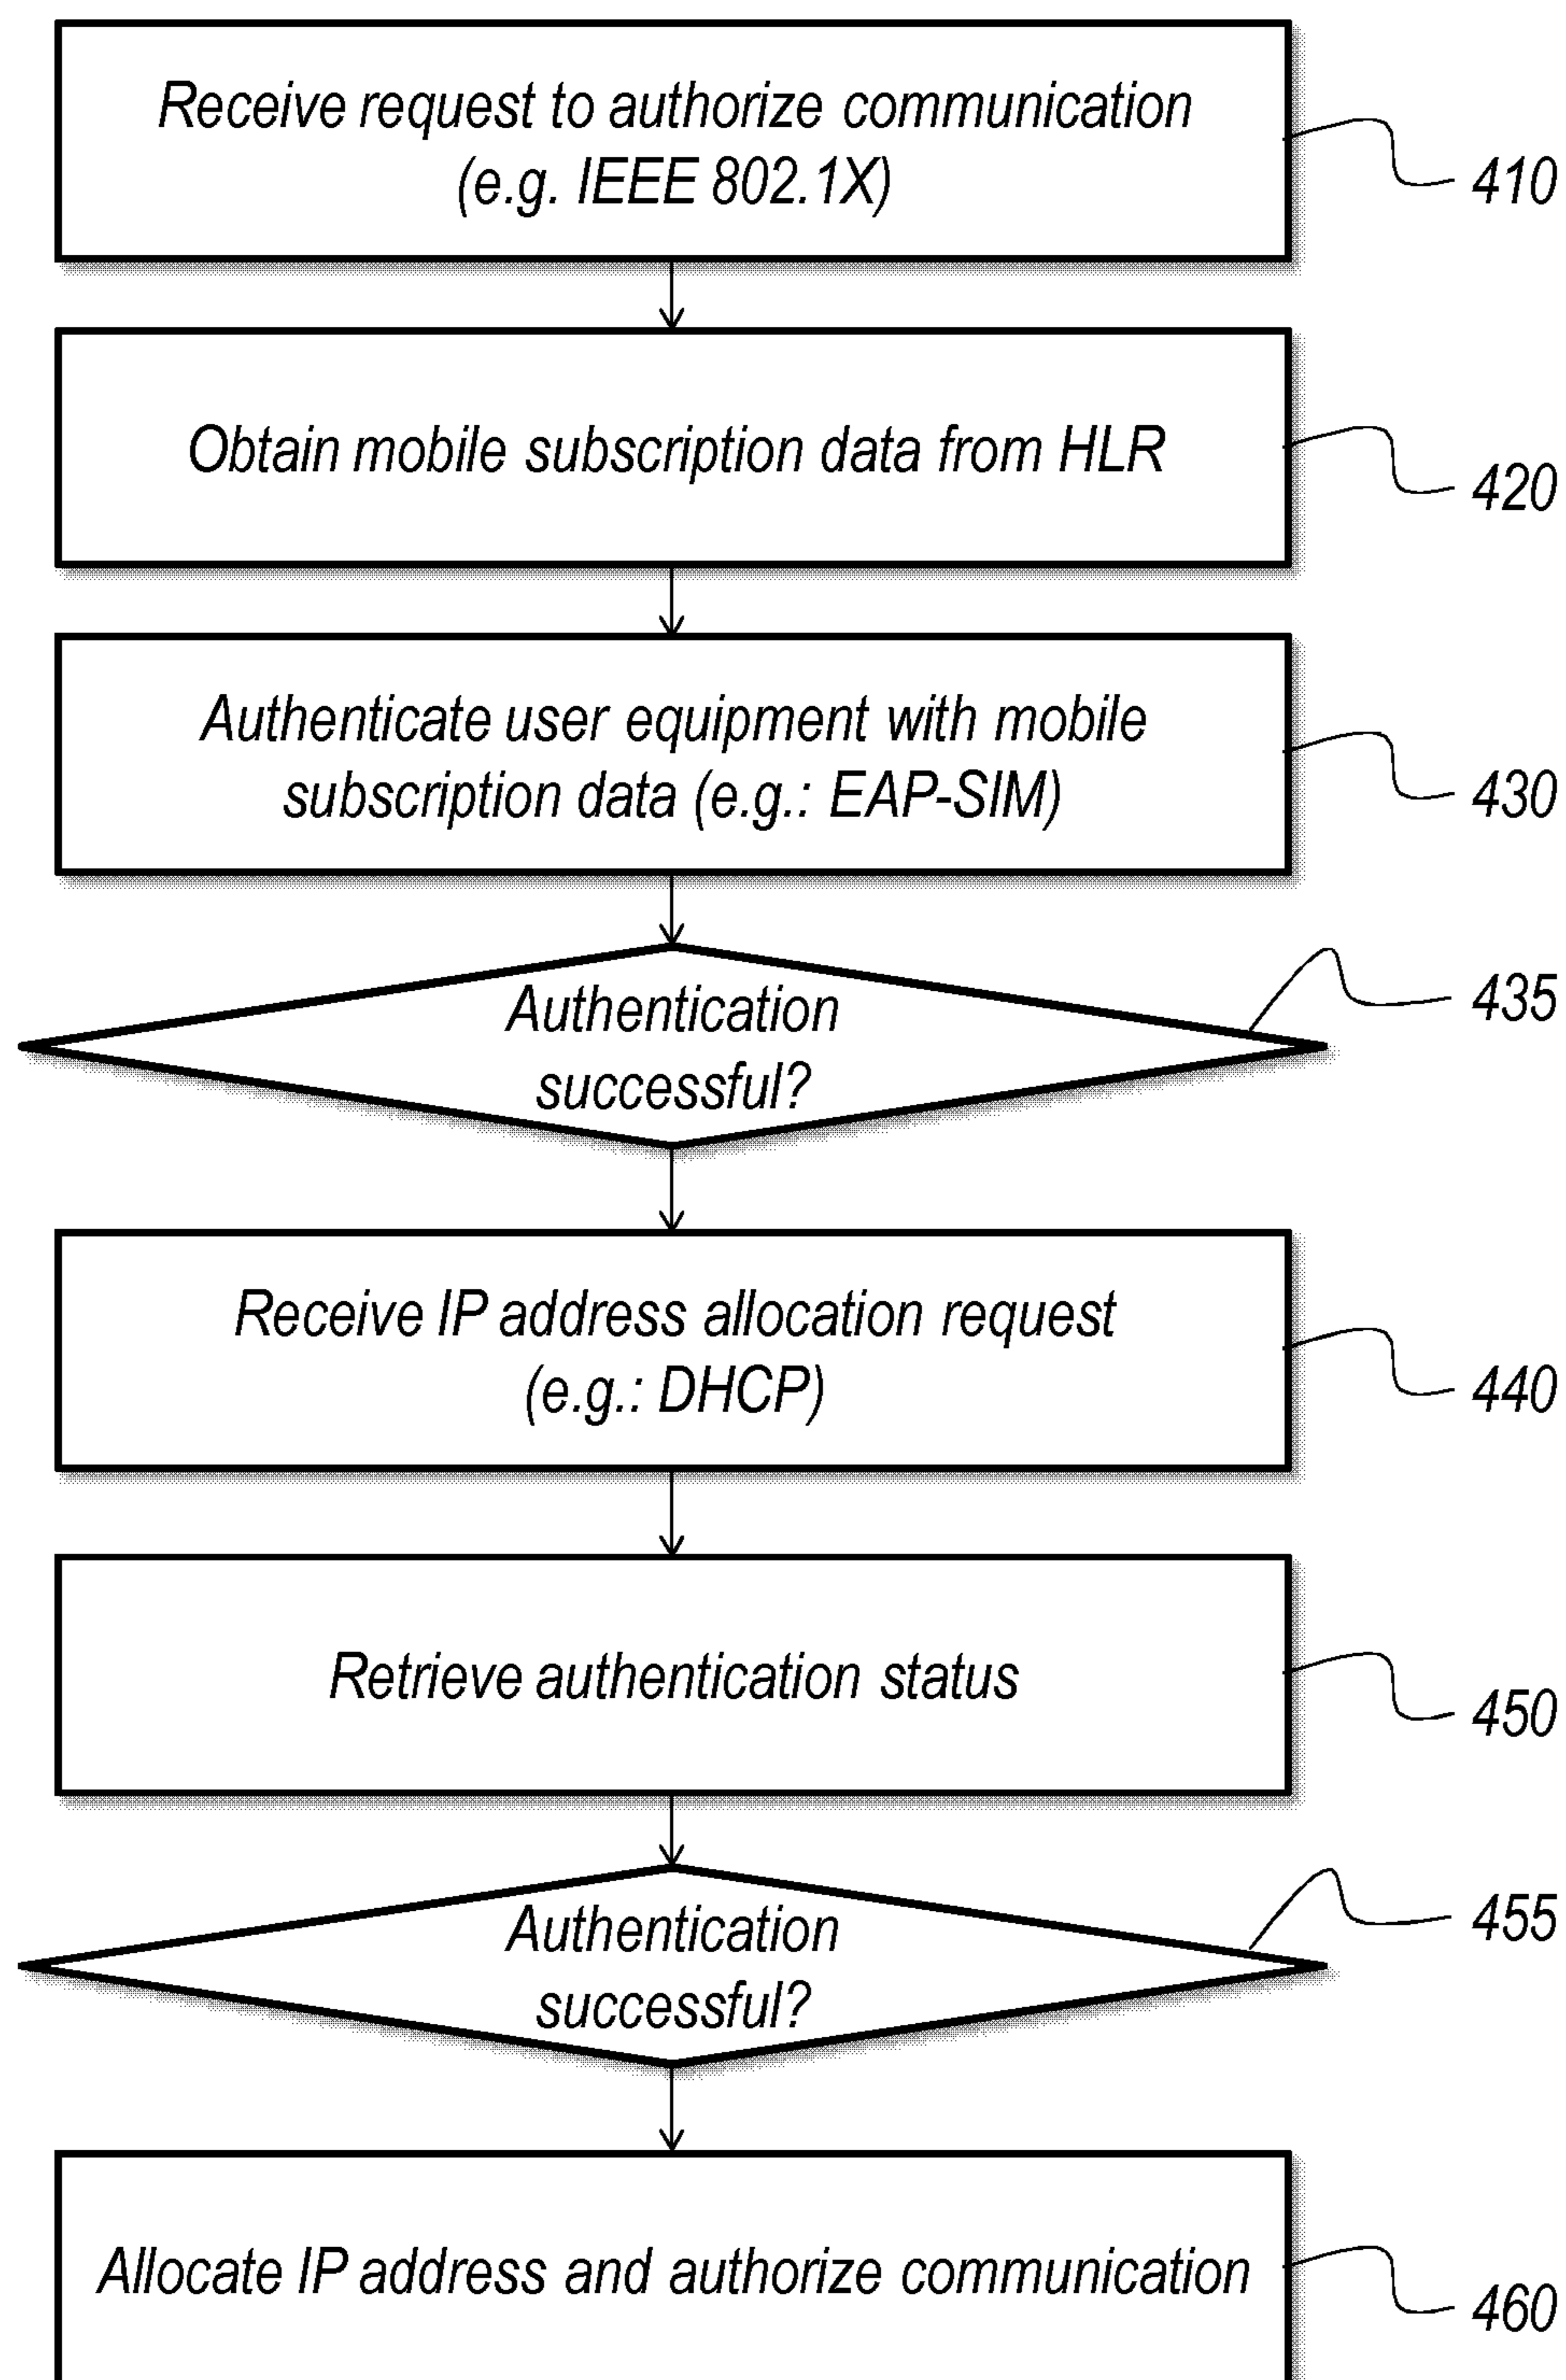 Receive request to authorize communication
(e.g. IEEE 802.1X)
410
Obtain mobile subscription data from HLR
420
Authenticate user equipment with mobile
subscription data (e.g.: EAP-SIM)
430
Authentication
successful?
435
Receive IP address allocation request
(e.g.: DHCP)
440
Retrieve authentication status
450
Authentication
successful?
455
Allocate IP address and authorize communication
460